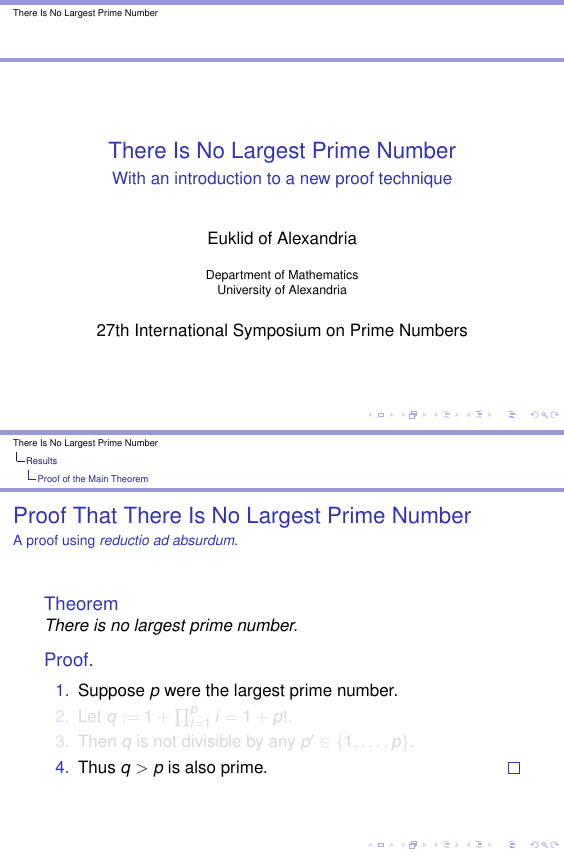 There Is No Largest Prime Number
There Is No Largest Prime Number
With an introduction to a new proof technique
Euklid of Alexandria
Department of Mathematics
University of Alexandria
27th International Symposium on Prime Numbers
There Is No Largest Prime Number
Results
Proof of the Main Theorem
Proof That There Is No Largest Prime Number
A proof using reductio ad absurdum.
Theorem
There is no largest prime number.
Proof.
1. Suppose p were the largest prime number.
2. Let q := 1 + ∏_{i=1}^{p} i = 1 + p!.
3. Then q is not divisible by any p′ ∈ {1, . . . , p}.
4. Thus q > p is also prime.